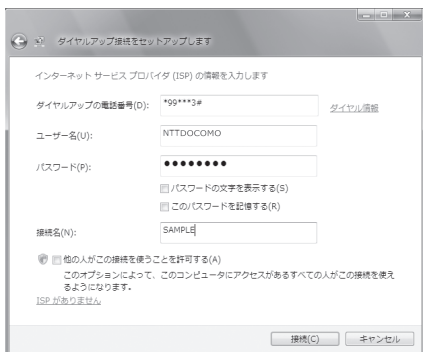 ダイヤルアップ接続をセットアップします
インターネット サービス プロバイダ (ISP) の情報を入力します
ダイヤルアップの電話番号(D):
*99***3#
ダイヤル情報
ユーザー名(U):
NTTDOCOMO
パスワード(P):
●●●●●●●●
パスワードの文字を表示する(S)
このパスワードを記憶する(R)
接続名(N):
SAMPLE
他の人がこの接続を使うことを許可する(A)
このオプションによって、このコンピュータにアクセスがあるすべての人がこの接続を使え
るようになります。
ISP がありません
接続(C)
キャンセル